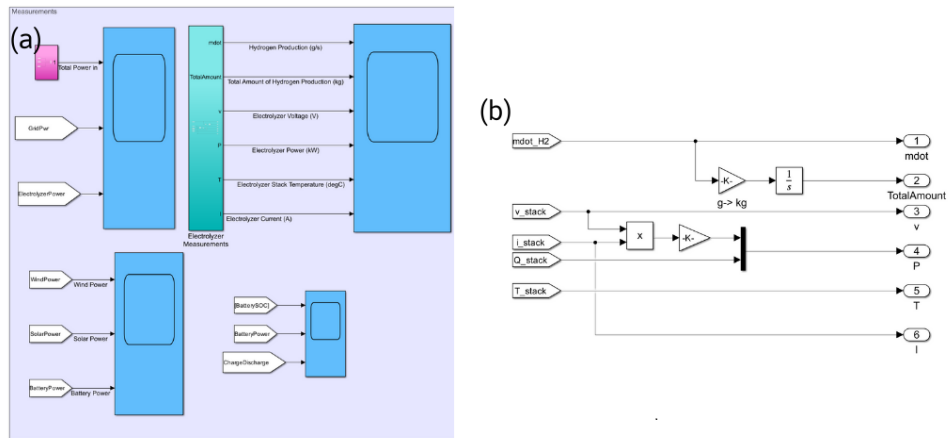 Measurements
(a)
Total Power in
GridPwr
ElectrolyzerPower
mdot
Hydrogen Production (g/s)
TotalAmount
Total Amount of Hydrogen Production (kg)
v
Electrolyzer Voltage (V)
P
Electrolyzer Power (kW)
T
Electrolyzer Stack Temperature (degC)
Electrolyzer Current (A)
Electrolyzer
Measurements
WindPower
Wind Power
SolarPower
Solar Power
BatteryPower
Battery Power
[BatterySOC]
BatteryPower
ChargeDischarge
(b)
mdot_H2
1
mdot
-K-
g-> kg
1
s
2
TotalAmount
v_stack
3
v
i_stack
x
-K-
Q_stack
4
P
T_stack
5
T
6
I